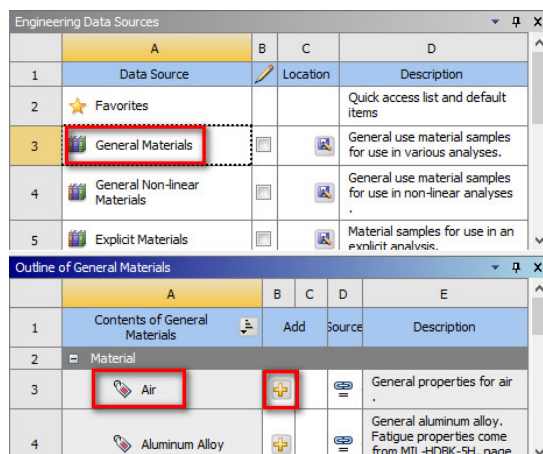 Engineering Data Sources
A B C D
1 Data Source Location Description
2 Favorites Quick access list and default
items
3 General Materials General use material samples
for use in various analyses.
4 General Non-linear
Materials General use material samples
for use in non-linear analyses
.
5 Explicit Materials Material samples for use in an
explicit analysis.
Outline of General Materials
A B C D E
1 Contents of General
Materials Add Source Description
2 Material
3 Air General properties for air
.
4 Aluminum Alloy General aluminum alloy.
Fatigue properties come
from MIL-HDBK-5H, page